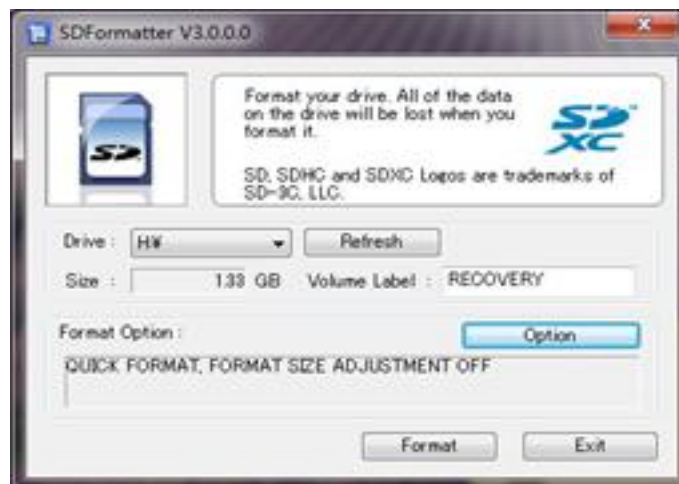 SDFormatter V3.0.0.0
Format your drive. All of the data
on the drive will be lost when you
format it.
SD, SDHC and SDXC Logos are trademarks of
SD-3C, LLC.
SD
SD
XC
Drive : H¥ Refresh
Size : 1.33 GB Volume Label : RECOVERY
Format Option : Option
QUICK FORMAT, FORMAT SIZE ADJUSTMENT OFF
Format Exit